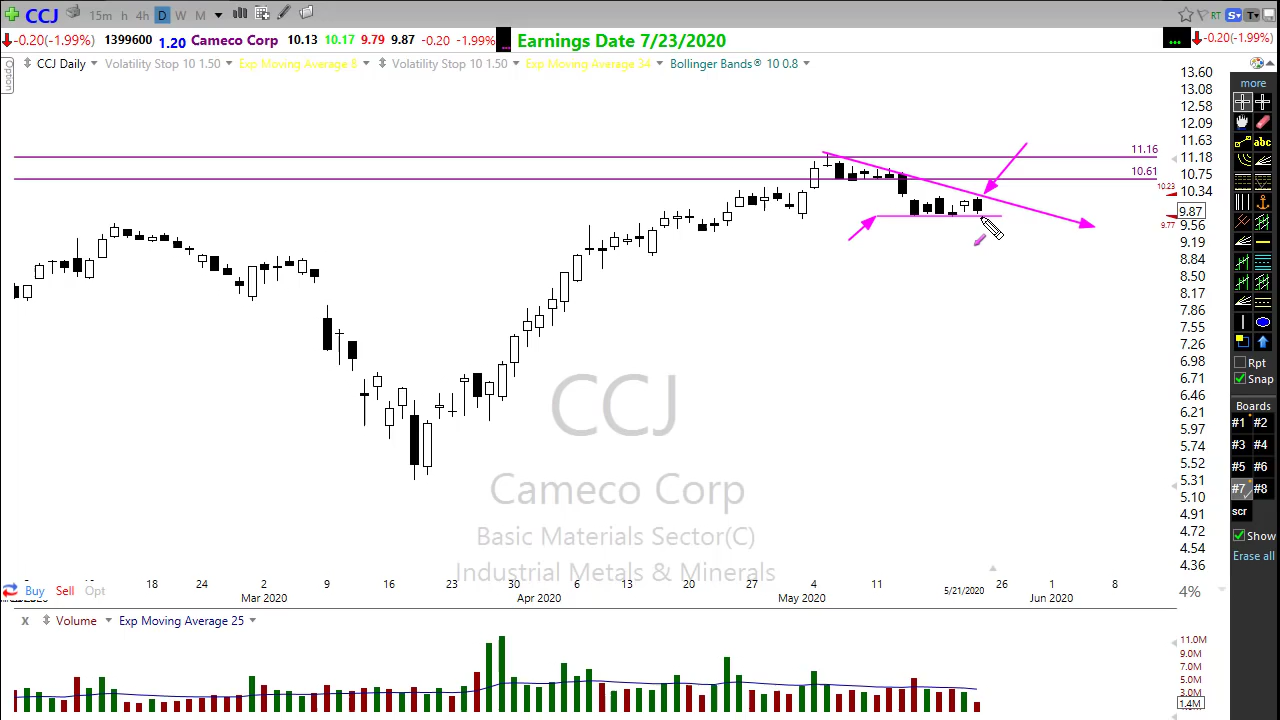 CCJ 15m h 4h D W M RT S T
-0.20(-1.99%) 1399600 1.20 Cameco Corp 10.13 10.17 9.79 9.87 -0.20 -1.99% ... Earnings Date 7/23/2020 ... -0.20(-1.99%)
Option
CCJ Daily Volatility Stop 10 1.50 Exp Moving Average 8 Volatility Stop 10 1.50 Exp Moving Average 34 Bollinger Bands® 10 0.8
13.60
13.08
12.58
12.09
11.63
11.16
11.18
10.61
10.75
10.23
10.34
9.87
9.77
9.56
9.19
8.84
8.50
8.17
7.86
7.55
7.26
6.98
6.71
6.46
6.21
5.97
5.74
5.52
5.31
5.10
4.91
4.72
4.54
4.36
more
abc
Rpt
Snap
Boards
#1 #2
#3 #4
#5 #6
#7 #8
scr
Show
Erase all
CCJ
Cameco Corp
Basic Materials Sector(C)
Industrial Metals & Minerals
18 24 2 9 16 23 30 6 13 20 27 4 11 5/21/2020 26 1 8
Mar 2020 April 2020 May 2020 Jun 2020
Buy Sell Opt
4%
x Volume Exp Moving Average 25
11.0M
9.0M
7.0M
5.0M
3.0M
1.4M